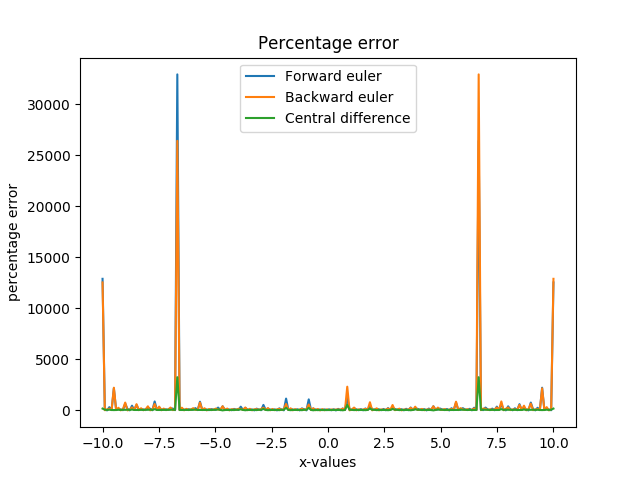 Percentage error
Forward euler
Backward euler
Central difference
30000
25000
20000
15000
10000
5000
0
percentage error
−10.0 −7.5 −5.0 −2.5 0.0 2.5 5.0 7.5 10.0
x-values